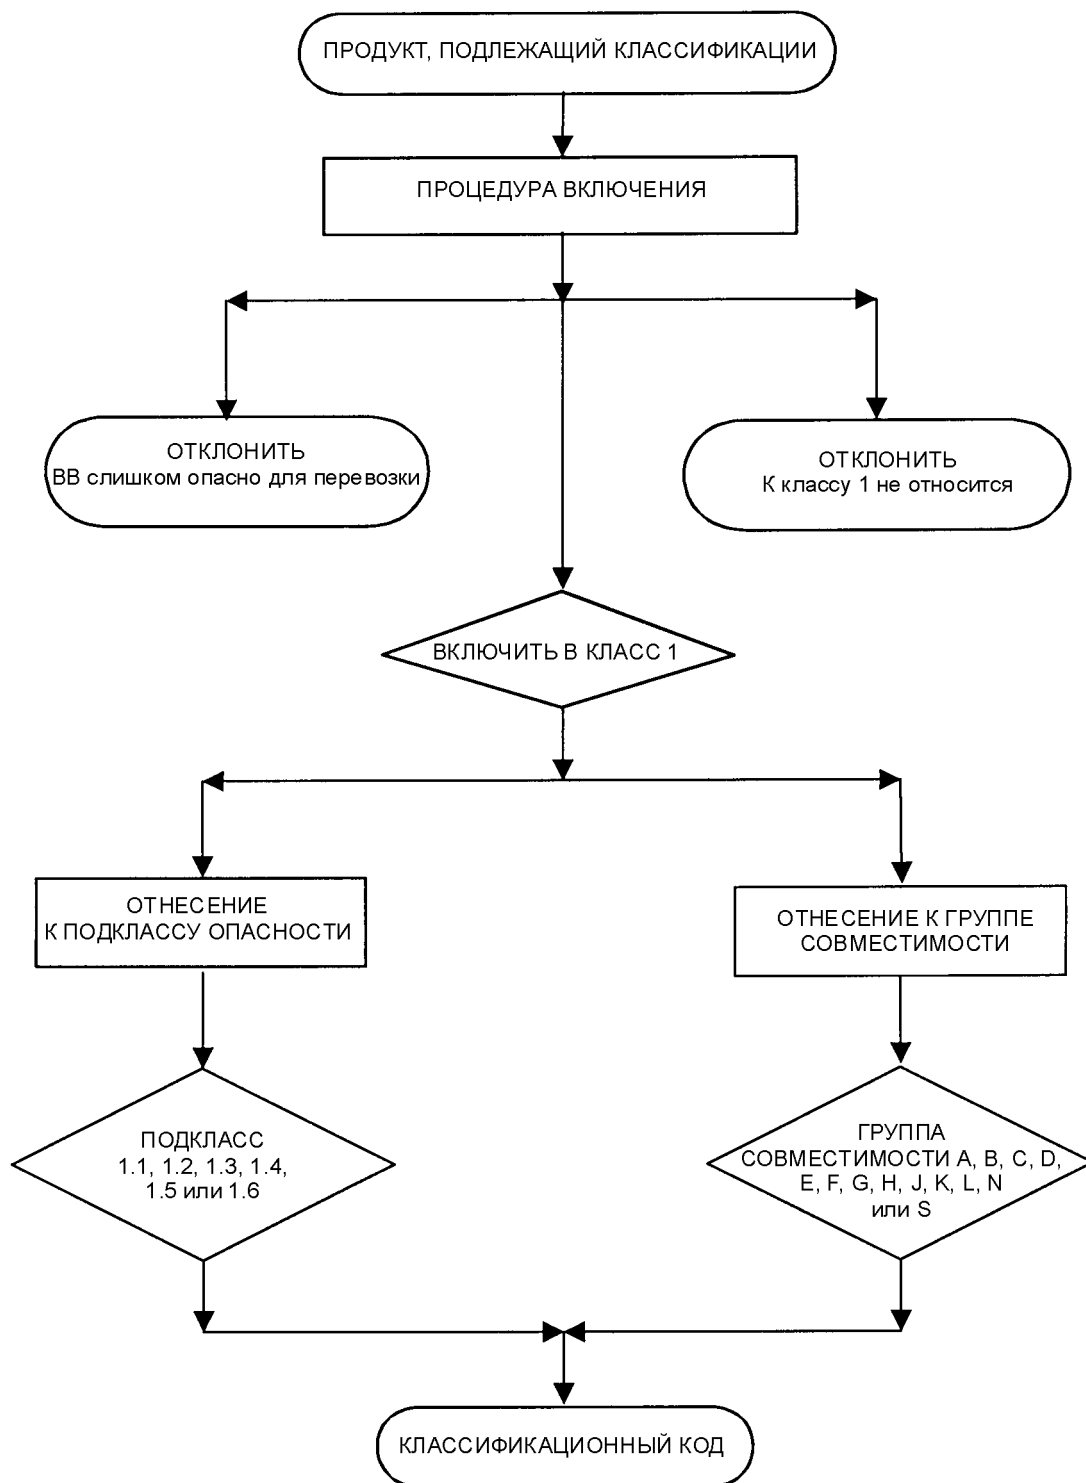 ПРОДУКТ, ПОДЛЕЖАЩИЙ КЛАССИФИКАЦИИ
ПРОЦЕДУРА ВКЛЮЧЕНИЯ
ОТКЛОНИТЬ
ВВ слишком опасно для перевозки
ОТКЛОНИТЬ
К классу 1 не относится
ВКЛЮЧИТЬ В КЛАСС 1
ОТНЕСЕНИЕ
К ПОДКЛАССУ ОПАСНОСТИ
ОТНЕСЕНИЕ К ГРУППЕ
СОВМЕСТИМОСТИ
ПОДКЛАСС
1.1, 1.2, 1.3, 1.4,
1.5 или 1.6
ГРУППА
СОВМЕСТИМОСТИ A, B, C, D,
E, F, G, H, J, K, L, N
или S
КЛАССИФИКАЦИОННЫЙ КОД